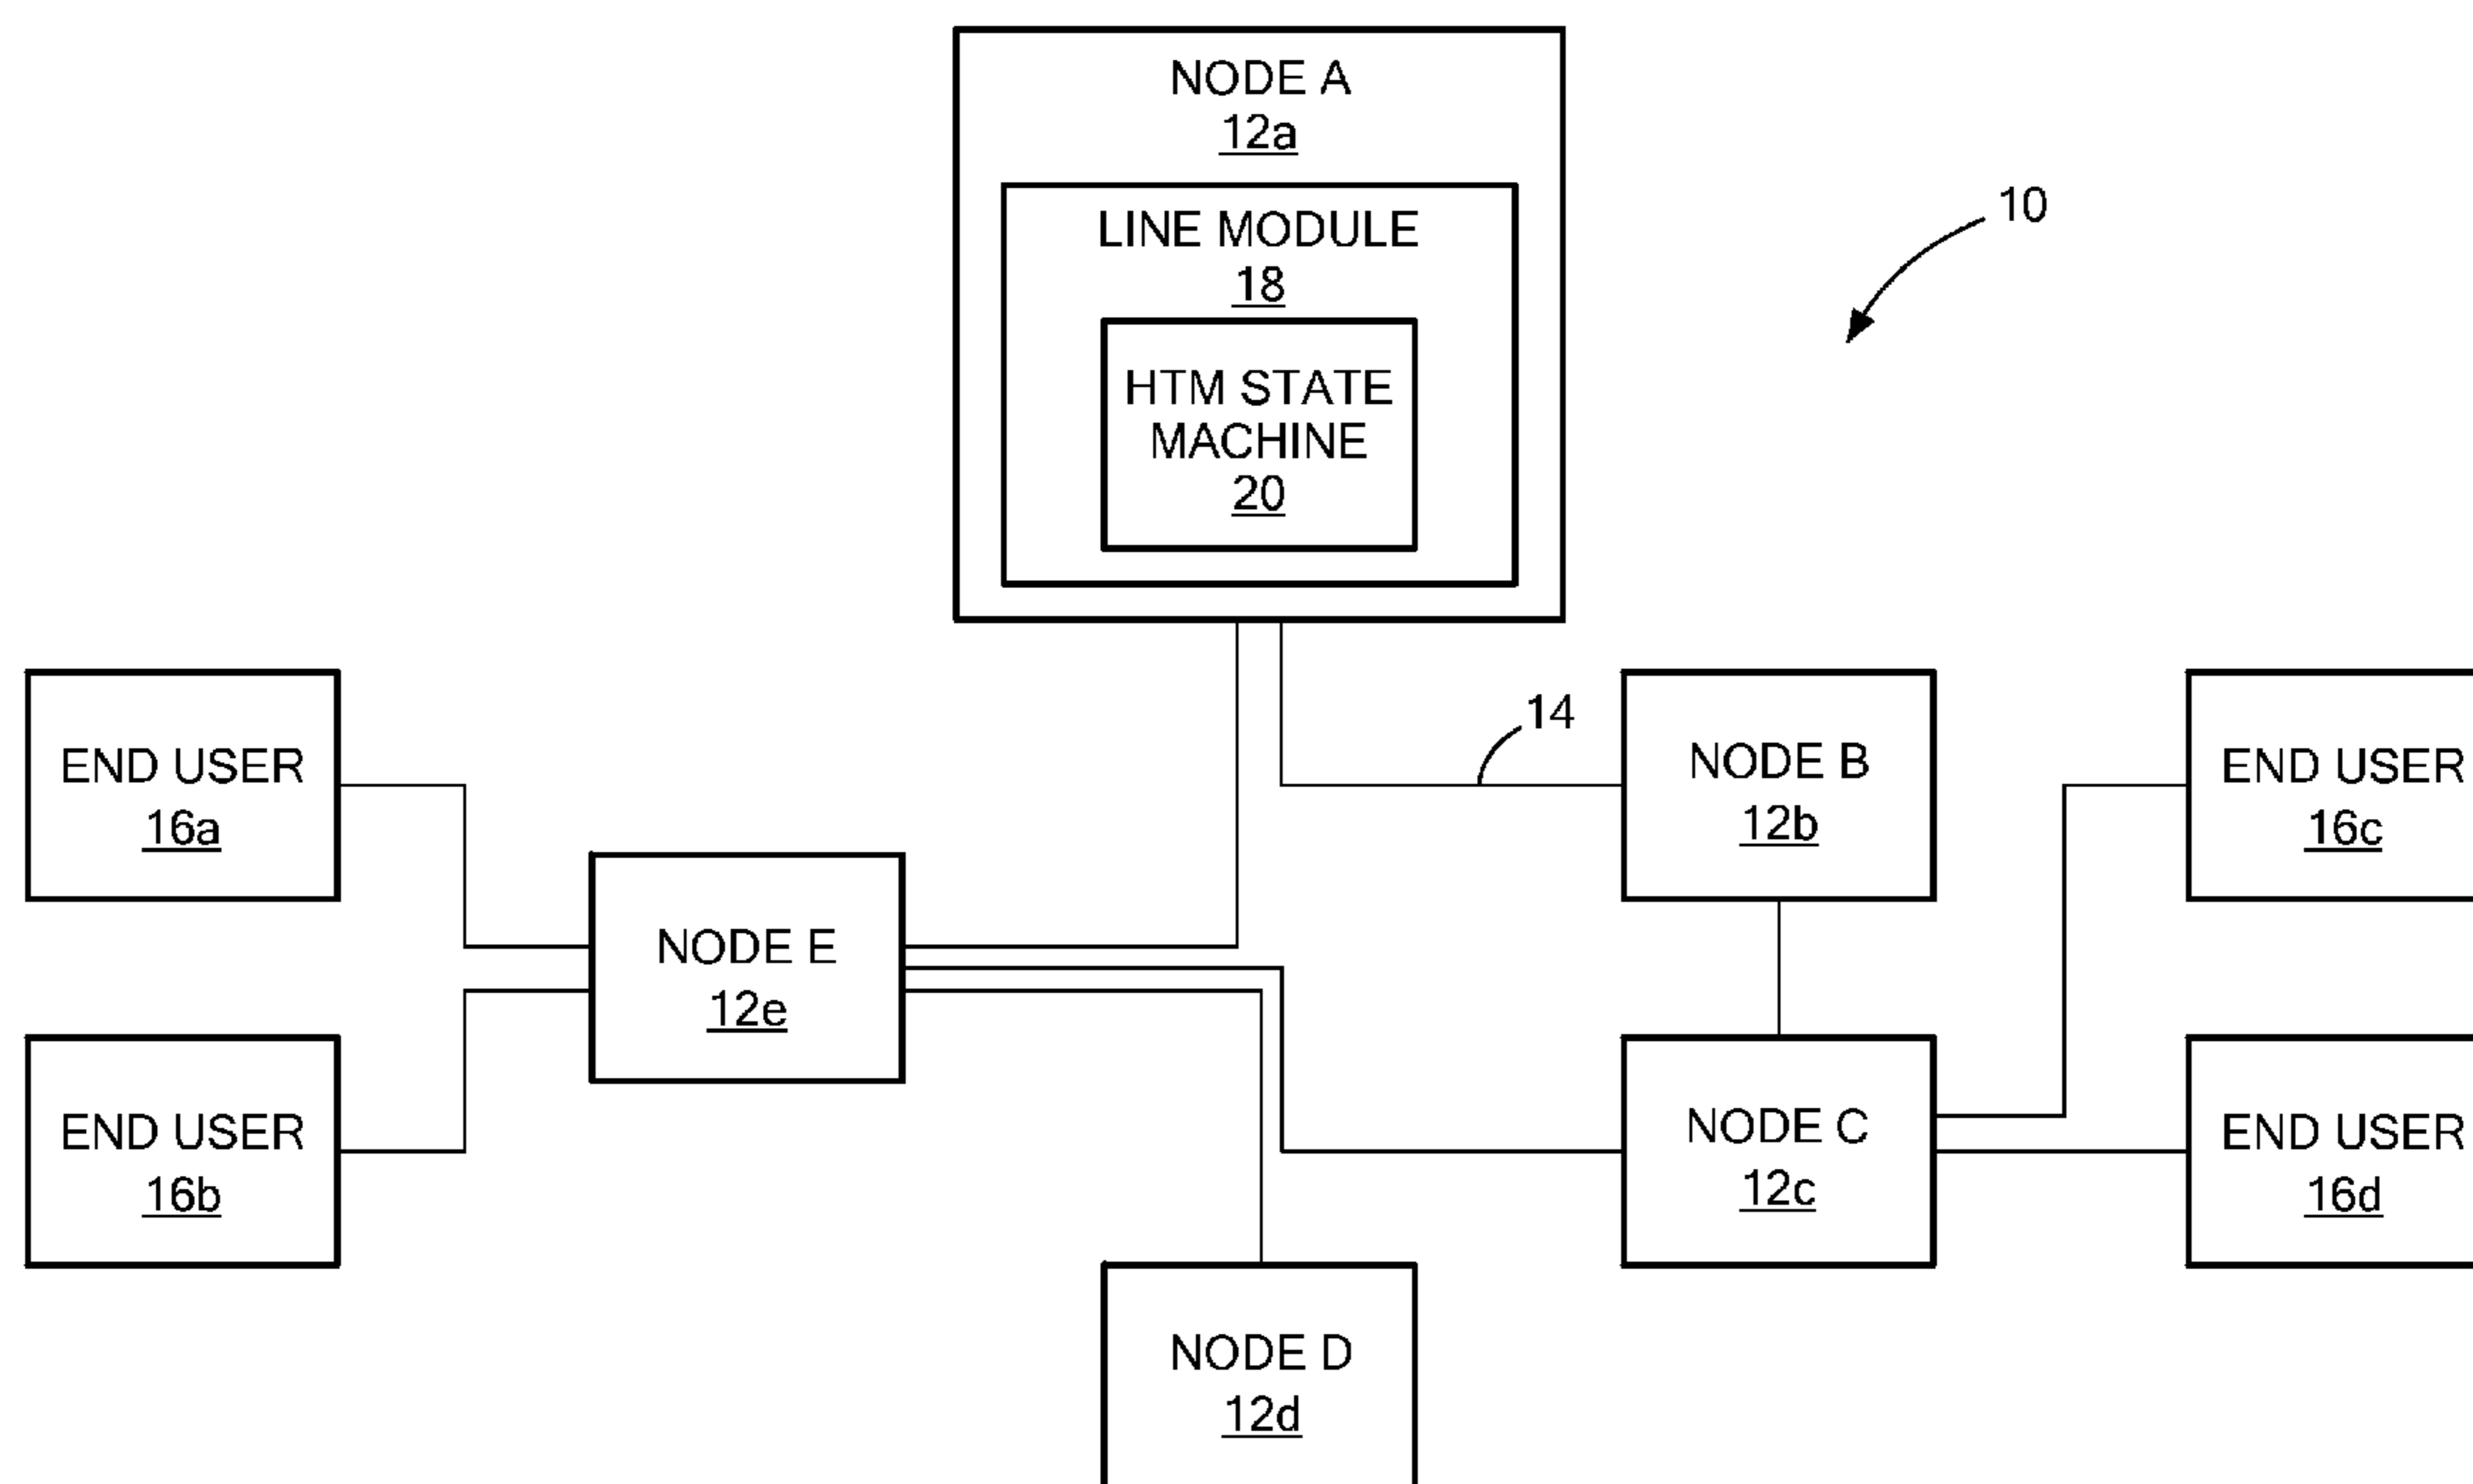 NODE A
12a
LINE MODULE
18
HTM STATE
MACHINE
20
10
14
END USER
16a
NODE B
12b
END USER
16c
NODE E
12e
END USER
16b
NODE C
12c
END USER
16d
NODE D
12d